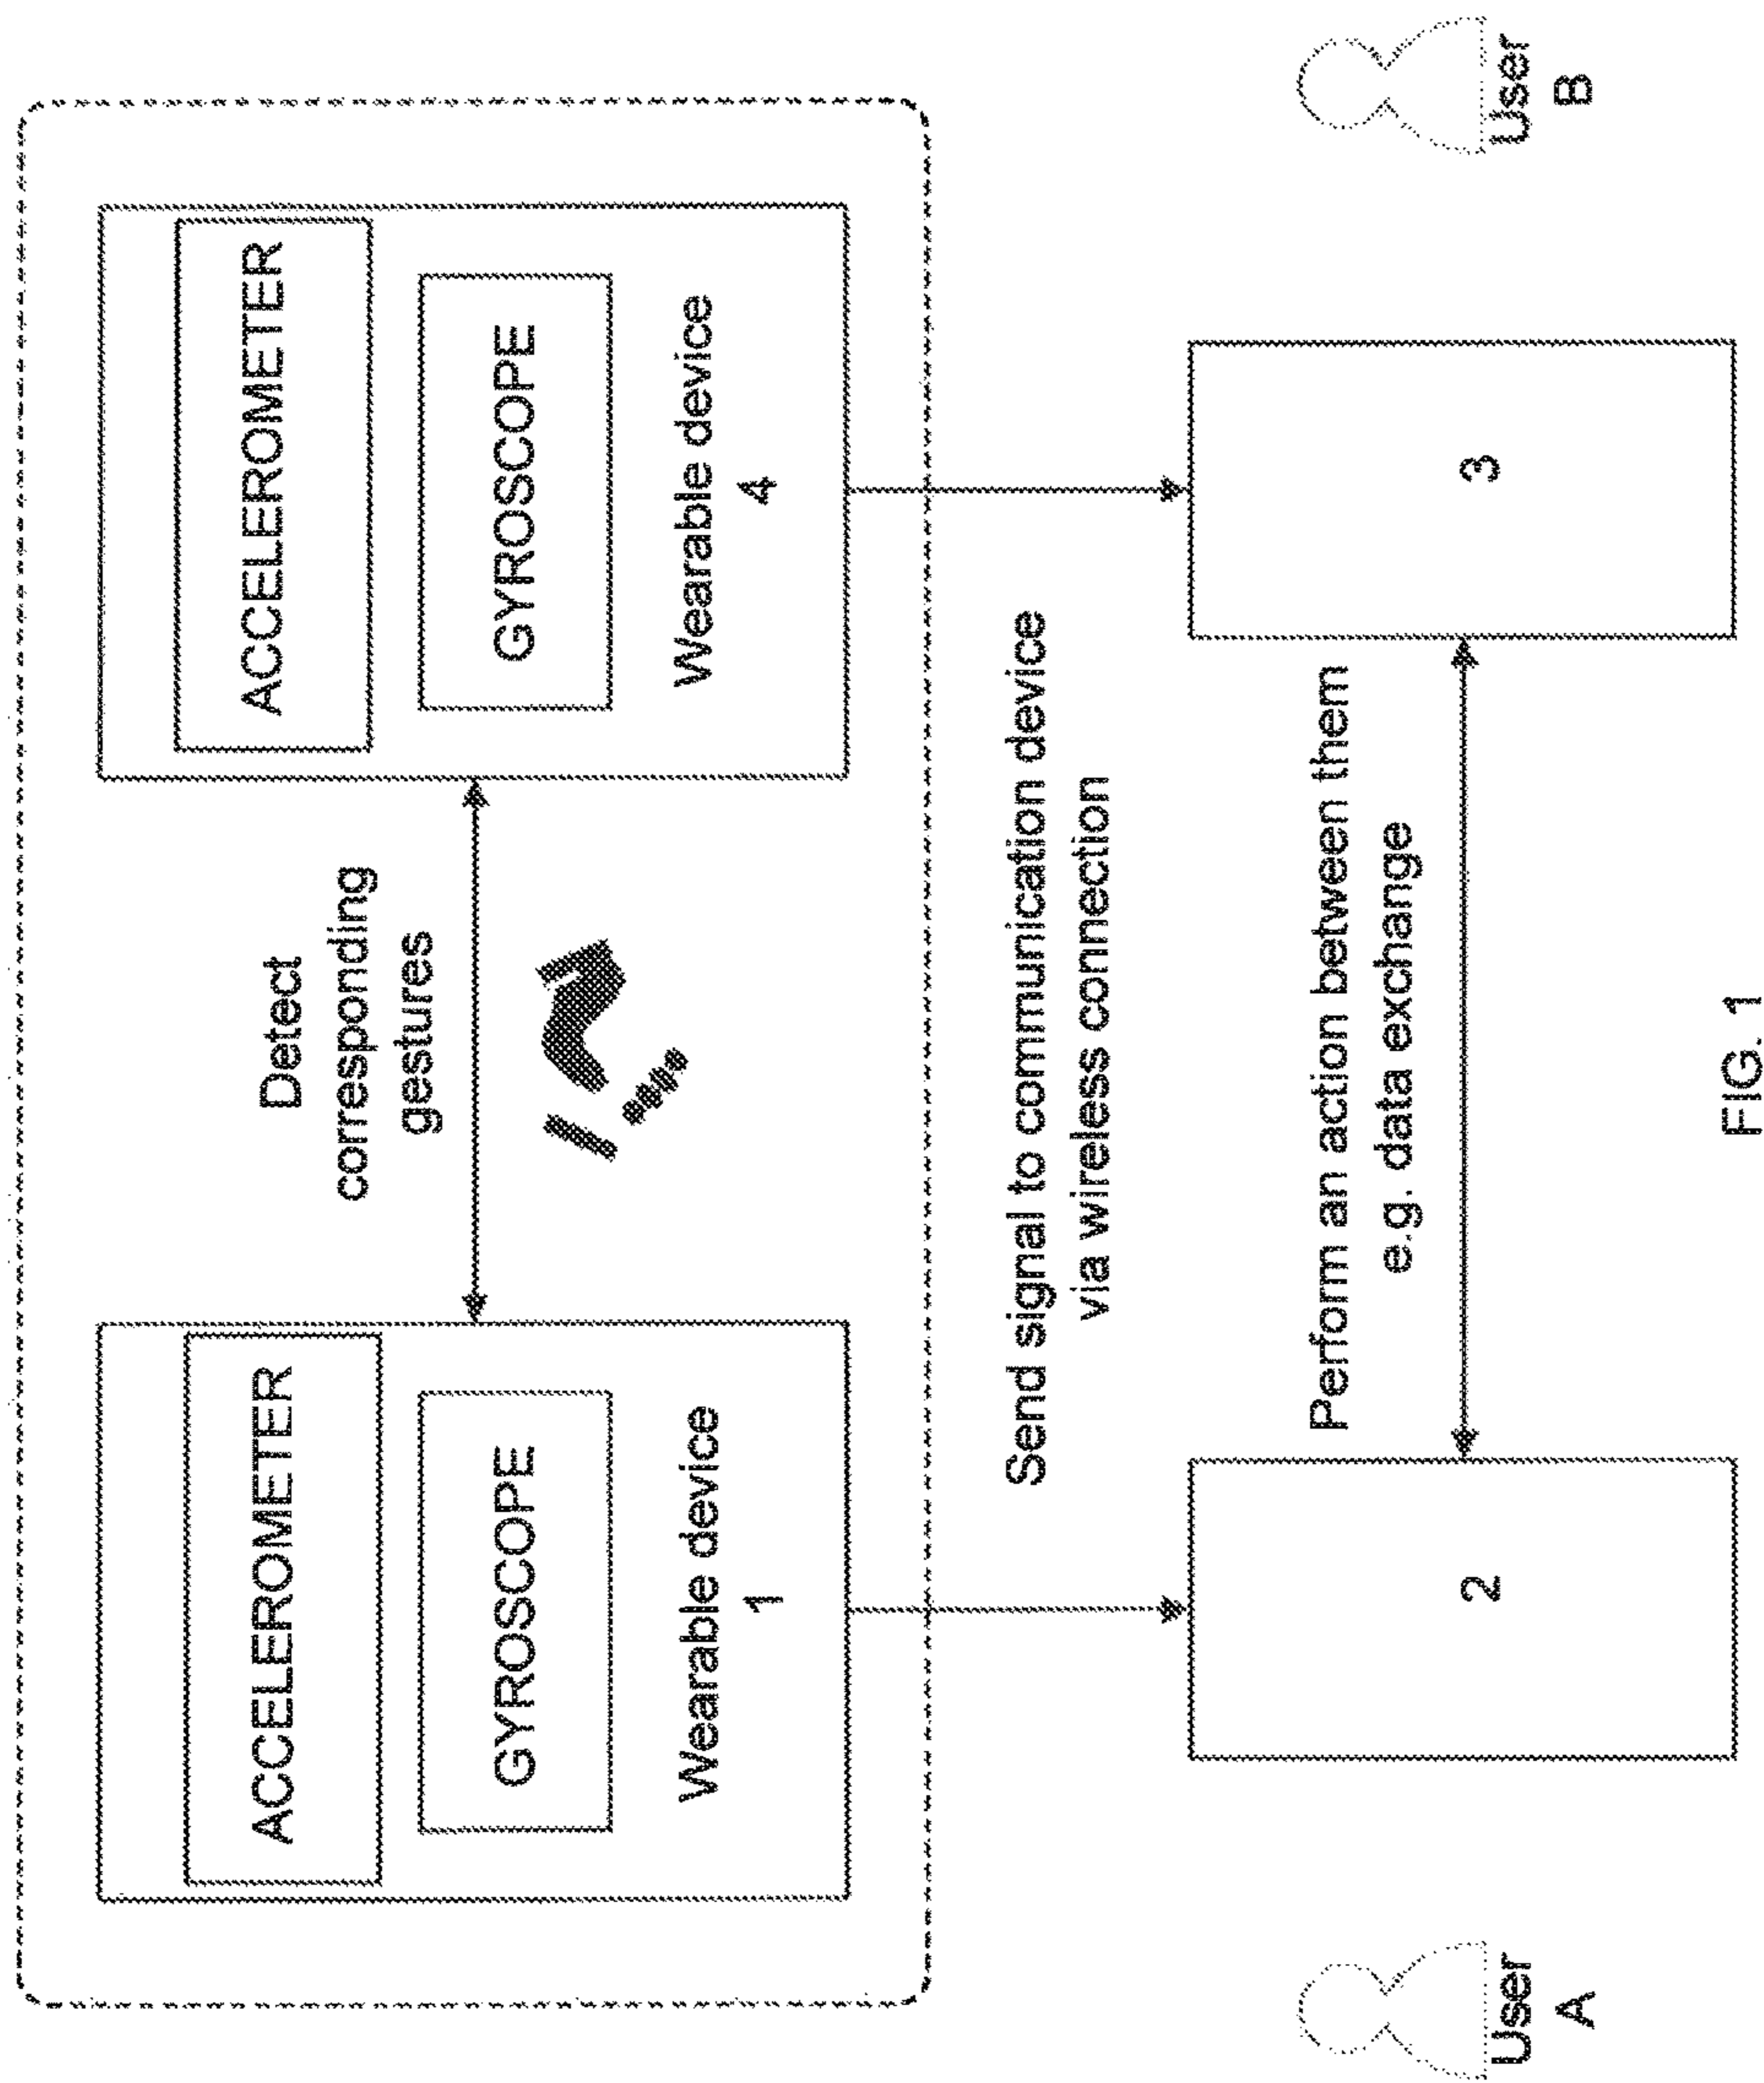 ACCELEROMETER
GYROSCOPE
Wearable device
1
Detect
corresponding
gestures
ACCELEROMETER
GYROSCOPE
Wearable device
4
Send signal to communication device
via wireless connection
User
A
2
Perform an action between them
e.g. data exchange
3
User
B
FIG. 1